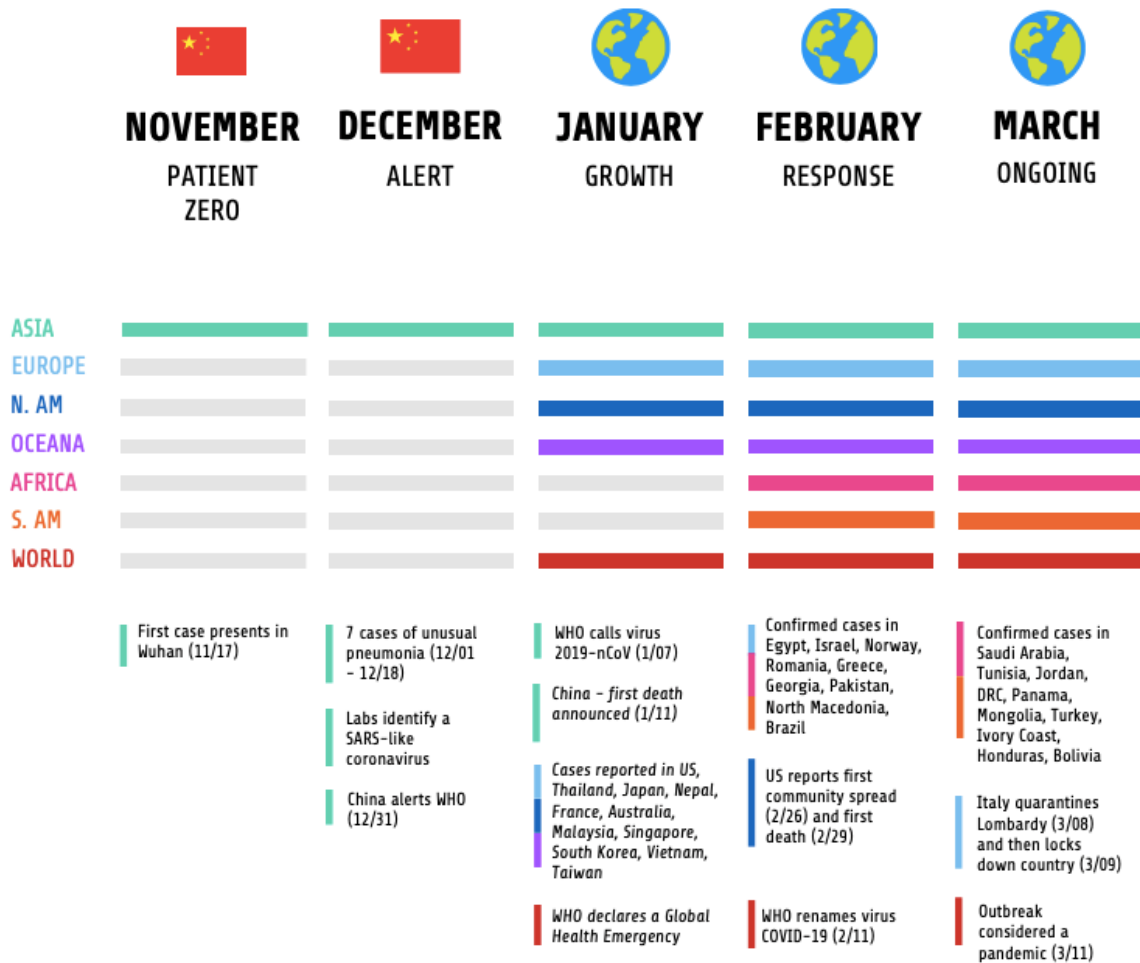 NOVEMBER
PATIENT
ZERO
DECEMBER
ALERT
JANUARY
GROWTH
FEBRUARY
RESPONSE
MARCH
ONGOING
ASIA
EUROPE
N. AM
OCEANA
AFRICA
S. AM
WORLD
First case presents in
Wuhan (11/17)
7 cases of unusual
pneumonia (12/01
- 12/18)
Labs identify a
SARS-like
coronavirus
China alerts WHO
(12/31)
WHO calls virus
2019-nCoV (1/07)
China - first death
announced (1/11)
Cases reported in US,
Thailand, Japan, Nepal,
France, Australia,
Malaysia, Singapore,
South Korea, Vietnam,
Taiwan
WHO declares a Global
Health Emergency
Confirmed cases in
Egypt, Israel, Norway,
Romania, Greece,
Georgia, Pakistan,
North Macedonia,
Brazil
US reports first
community spread
(2/26) and first
death (2/29)
WHO renames virus
COVID-19 (2/11)
Confirmed cases in
Saudi Arabia,
Tunisia, Jordan,
DRC, Panama,
Mongolia, Turkey,
Ivory Coast,
Honduras, Bolivia
Italy quarantines
Lombardy (3/08)
and then locks
down country (3/09)
Outbreak
considered a
pandemic (3/11)